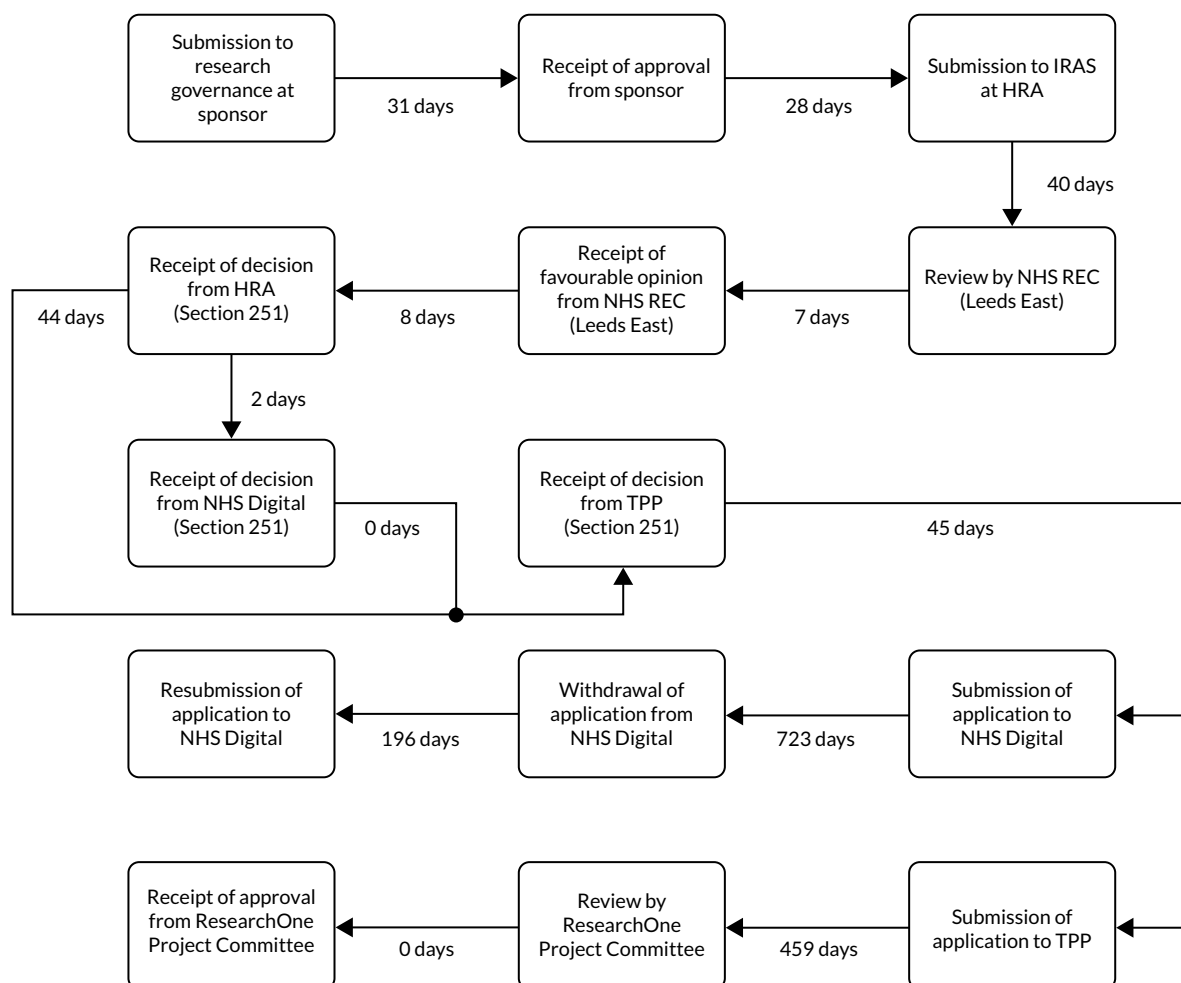 Submission to
research
governance at
sponsor
31 days
Receipt of approval
from sponsor
28 days
Submission to IRAS
at HRA
40 days
Review by NHS REC
(Leeds East)
7 days
Receipt of
favourable opinion
from NHS REC
(Leeds East)
8 days
Receipt of decision
from HRA
(Section 251)
44 days
2 days
Receipt of decision
from NHS Digital
(Section 251)
0 days
Receipt of decision
from TPP
(Section 251)
45 days
Submission of
application to
NHS Digital
723 days
Withdrawal of
application from
NHS Digital
196 days
Resubmission of
application to
NHS Digital
Submission of
application to TPP
459 days
Review by
ResearchOne
Project Committee
0 days
Receipt of approval
from ResearchOne
Project Committee